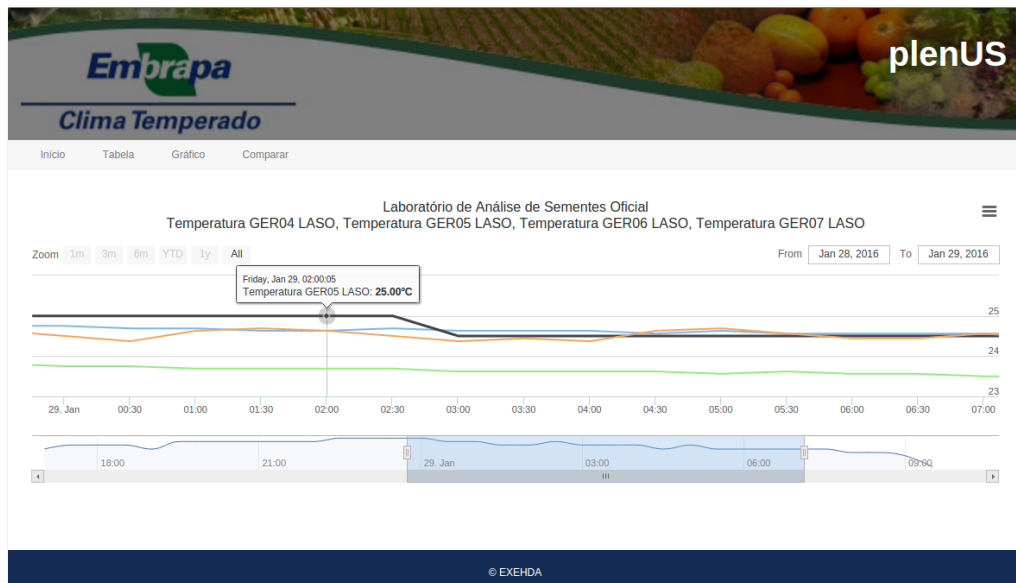 Embrapa
Clima Temperado
plenUS
Início Tabela Gráfico Comparar
Laboratório de Análise de Sementes Oficial
Temperatura GER04 LASO, Temperatura GER05 LASO, Temperatura GER06 LASO, Temperatura GER07 LASO
Zoom 1m 3m 6m YTD 1y All From Jan 28, 2016 To Jan 29, 2016
Friday, Jan 29, 02:00:05
Temperatura GER05 LASO: 25.00°C
25
24
23
29. Jan 00:30 01:00 01:30 02:00 02:30 03:00 03:30 04:00 04:30 05:00 05:30 06:00 06:30 07:00
18:00 21:00 29. Jan 03:00 06:00 09:00
© EXEHDA